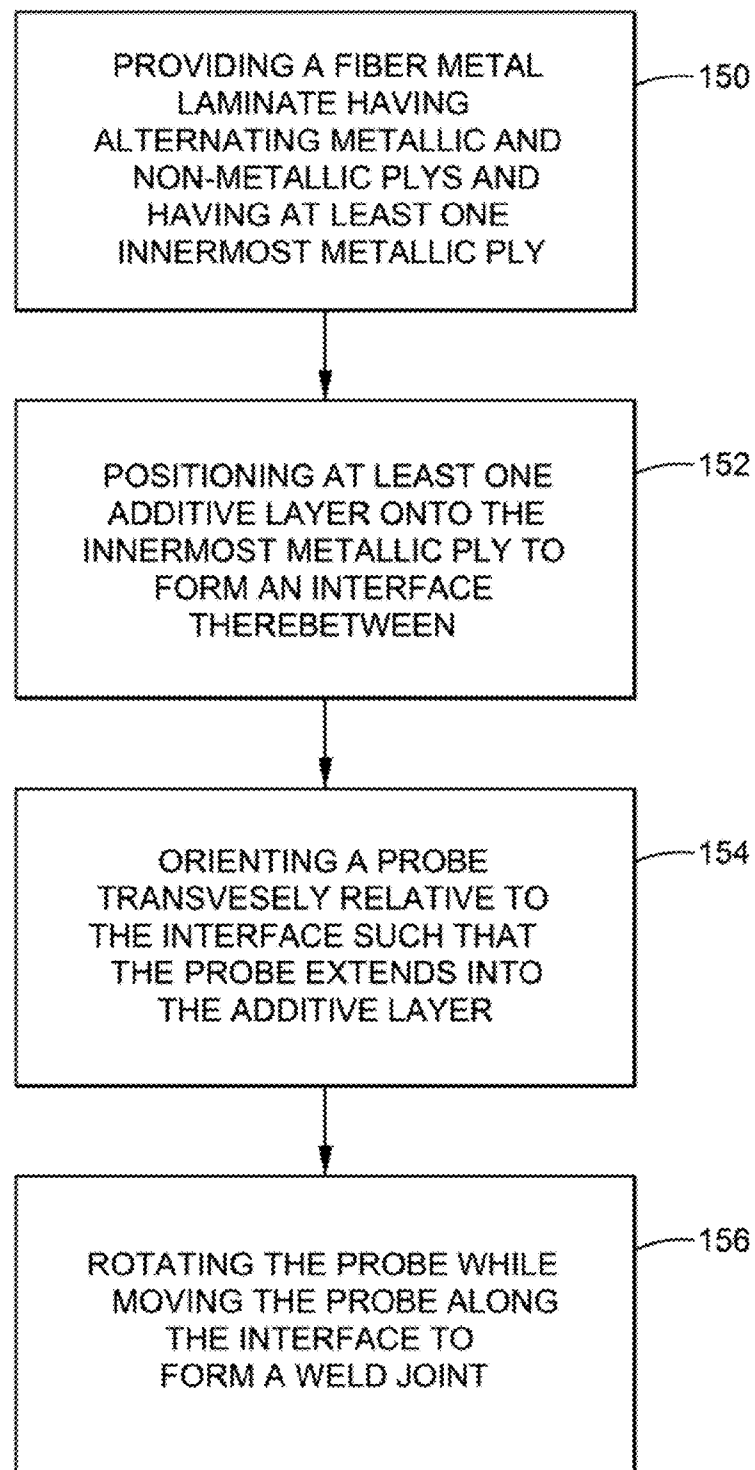 PROVIDING A FIBER METAL
LAMINATE HAVING
ALTERNATING METALLIC AND
NON-METALLIC PLYS AND
HAVING AT LEAST ONE
INNERMOST METALLIC PLY
150
POSITIONING AT LEAST ONE
ADDITIVE LAYER ONTO THE
INNERMOST METALLIC PLY TO
FORM AN INTERFACE
THEREBETWEEN
152
ORIENTING A PROBE
TRANSVESELY RELATIVE TO
THE INTERFACE SUCH THAT
THE PROBE EXTENDS INTO
THE ADDITIVE LAYER
154
ROTATING THE PROBE WHILE
MOVING THE PROBE ALONG
THE INTERFACE TO
FORM A WELD JOINT
156